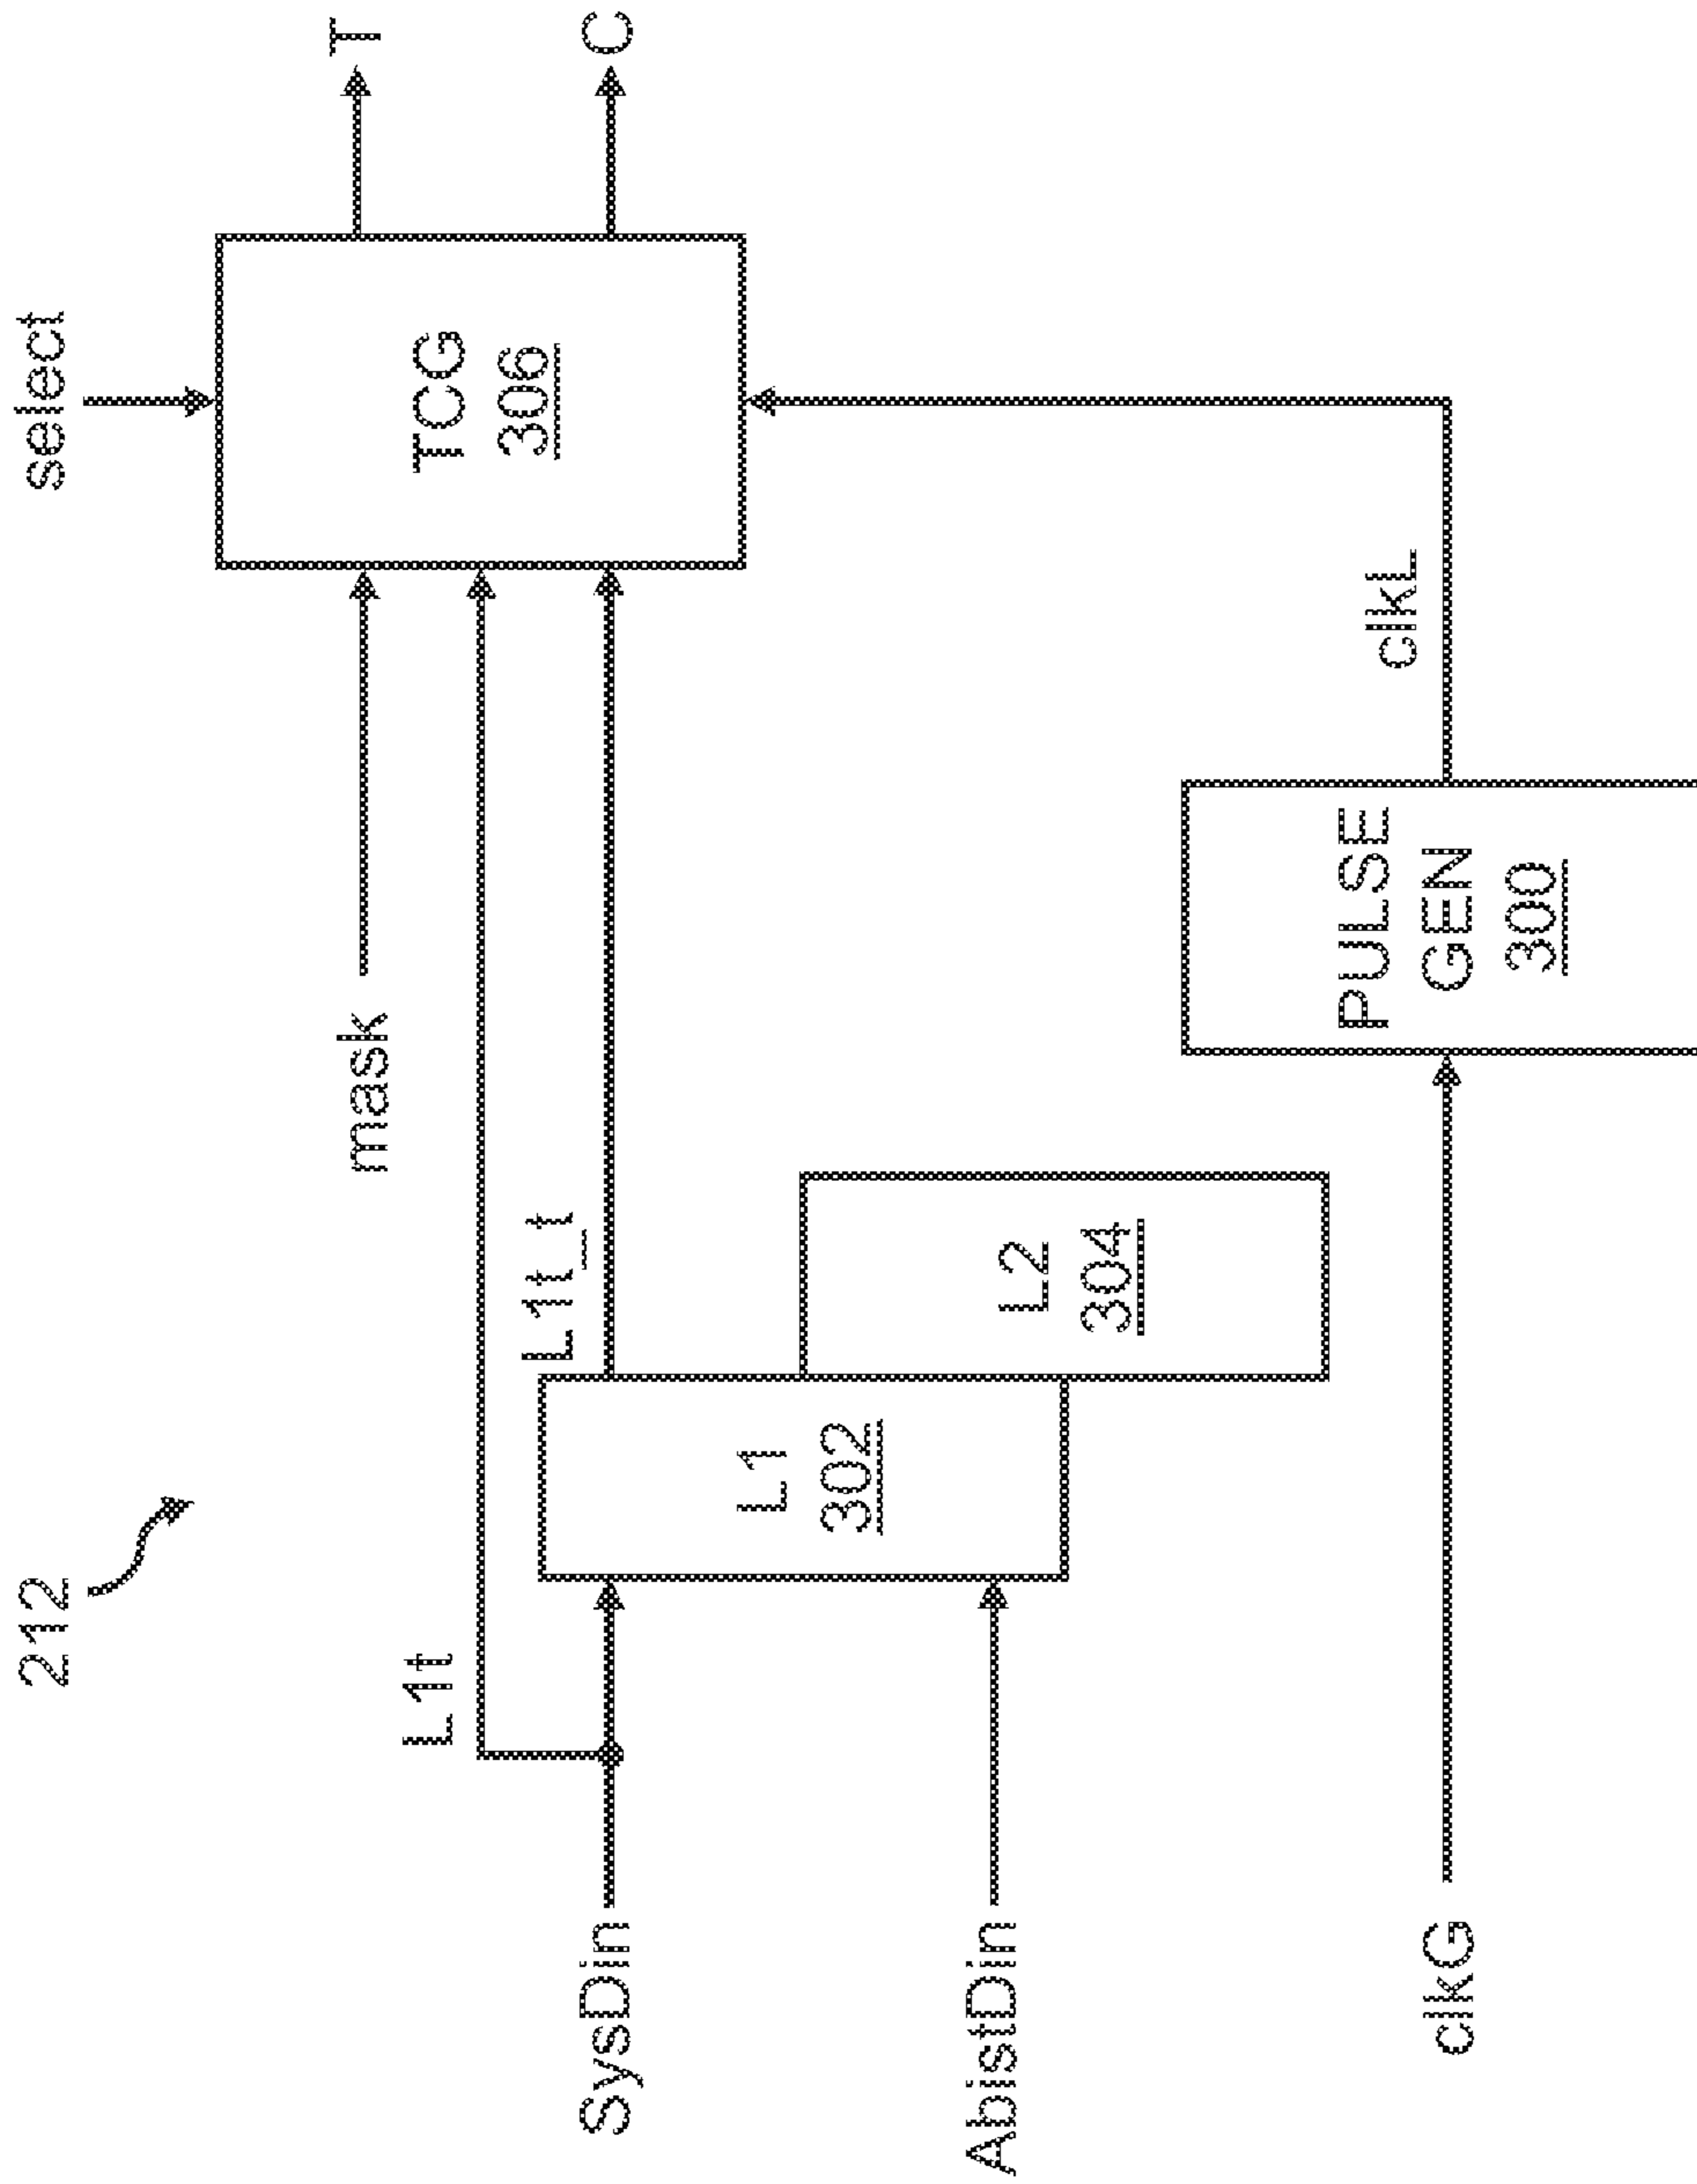 212
select
mask
L1t
L1t_t
T
C
TCG
306
SysDin
L1
302
L2
304
AbistDin
clkG
PULSE
GEN
300
clkL